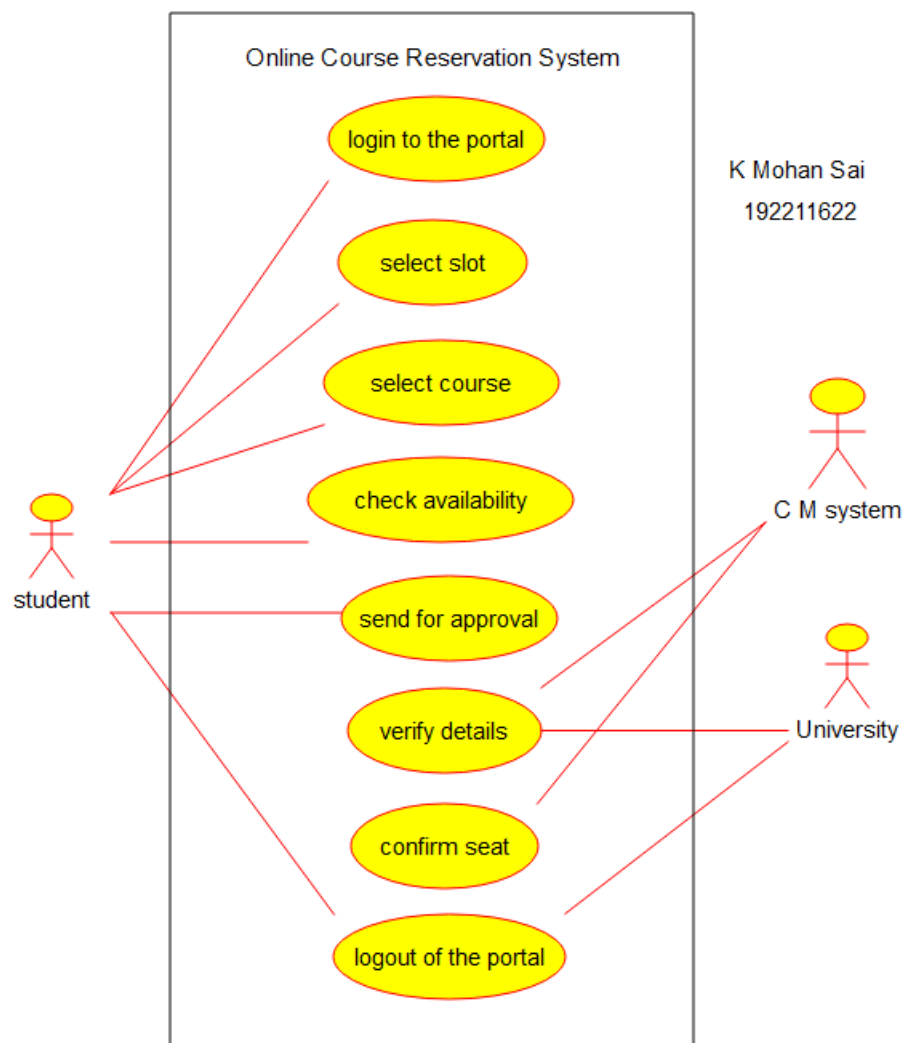 Online Course Reservation System
login to the portal
K Mohan Sai
192211622
select slot
select course
check availability
C M system
student
send for approval
verify details
University
confirm seat
logout of the portal